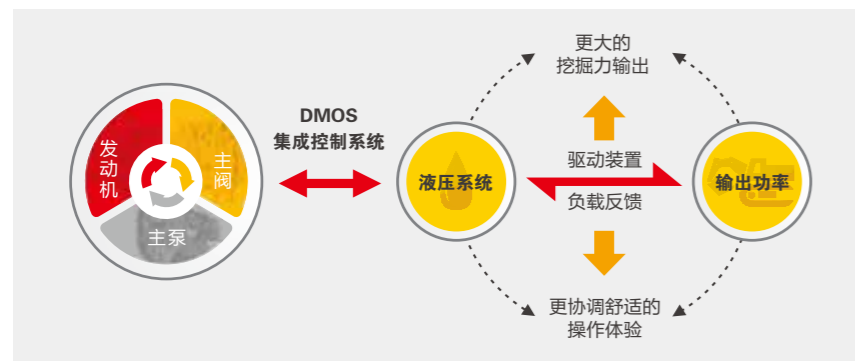 发动机
主阀
主泵
DMOS
集成控制系统
液压系统
更大的
挖掘力输出
驱动装置
负载反馈
更协调舒适的
操作体验
输出功率